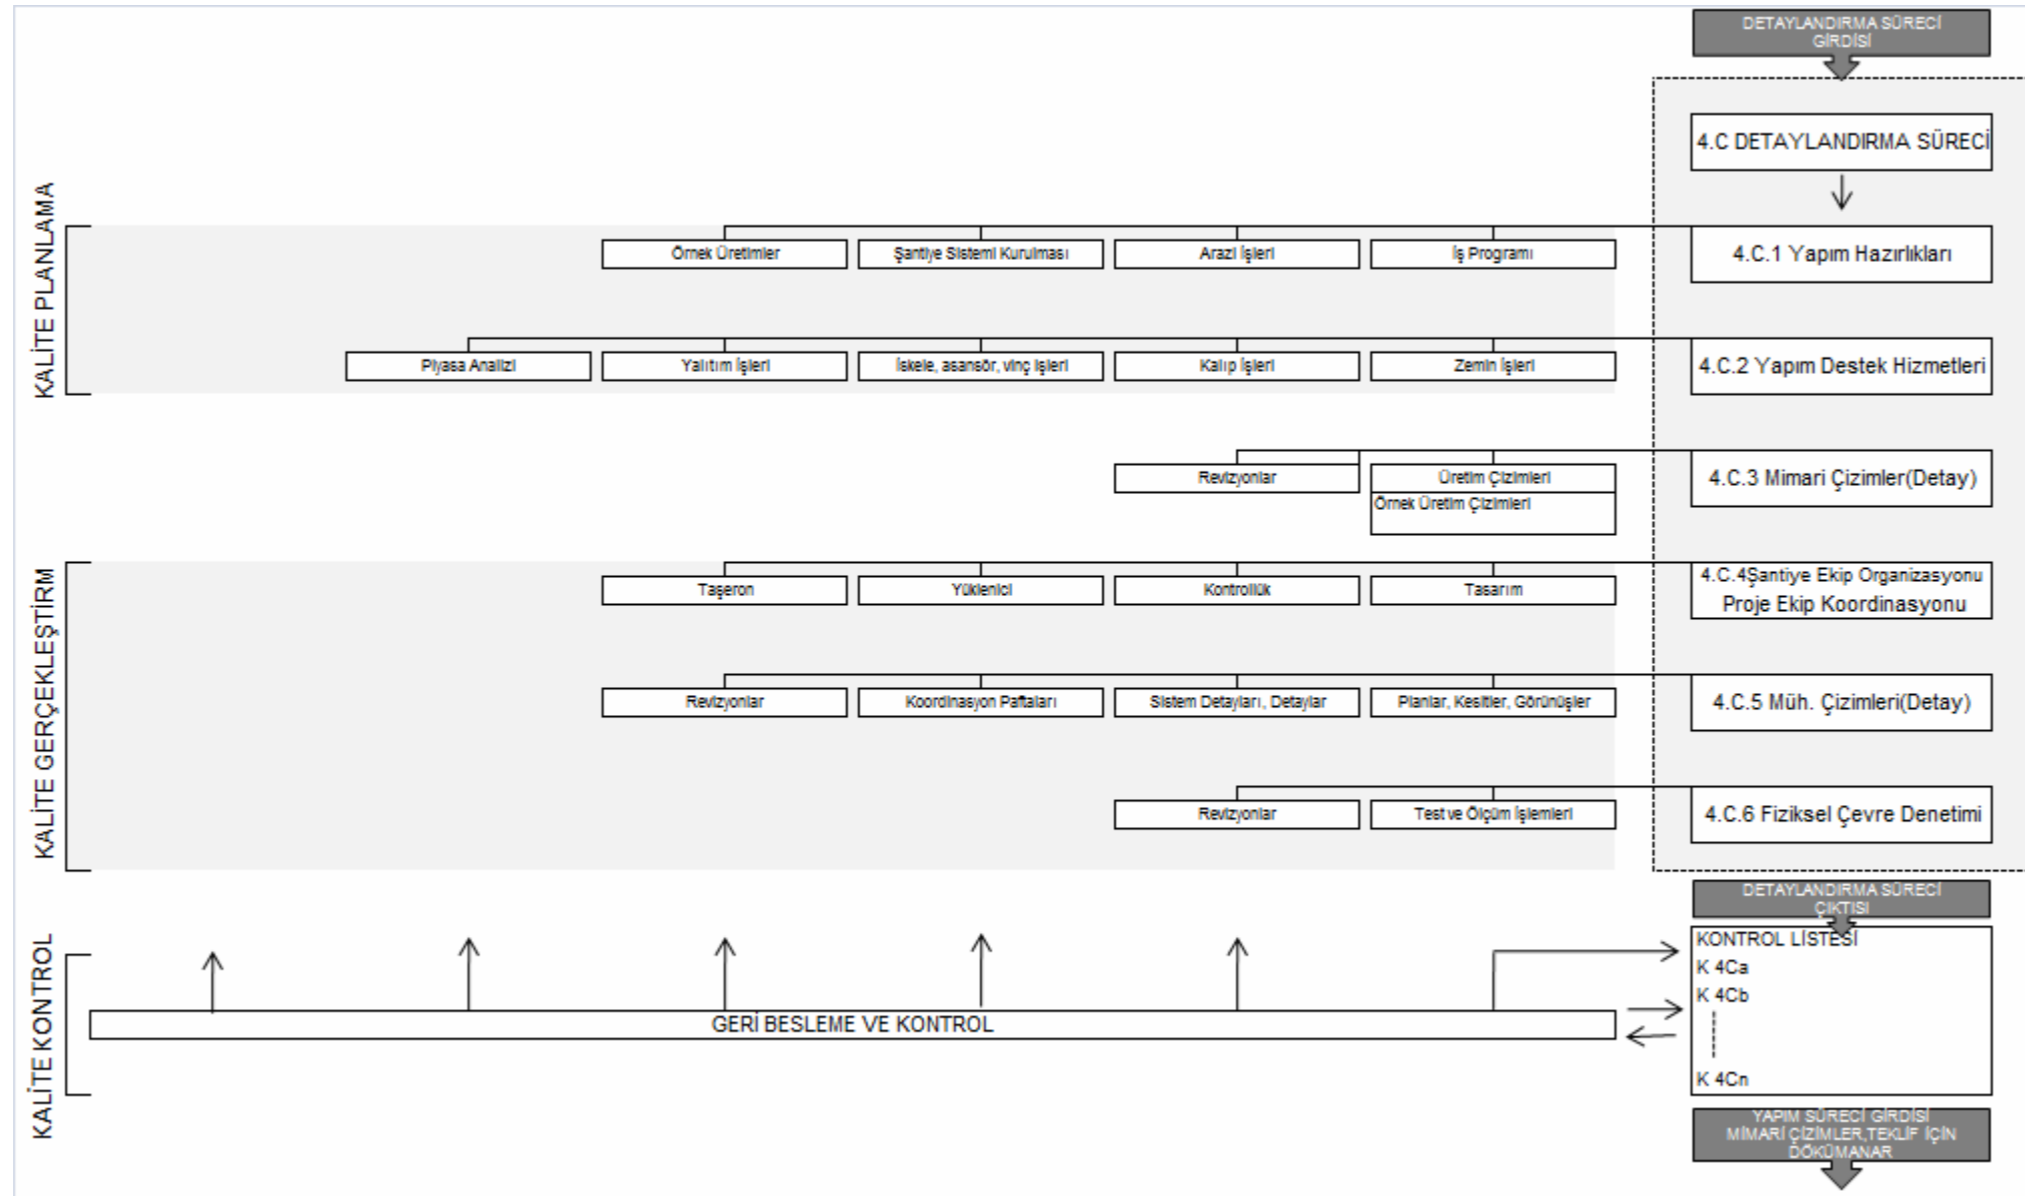 DETAYLANDIRMA SÜRECİ
GİRDİSİ
4.C DETAYLANDIRMA SÜRECİ
KALİTE PLANLAMA
Örnek Üretimler
Şantiye Sistemi Kurulması
Arazi İşleri
İş Programı
4.C.1 Yapım Hazırlıkları
Piyasa Analizi
Yalıtım İşleri
İskele, asansör, vinç işleri
Kalıp İşleri
Zemin İşleri
4.C.2 Yapım Destek Hizmetleri
Revizyonlar
Üretim Çizimleri
Örnek Üretim Çizimleri
4.C.3 Mimari Çizimler(Detay)
KALİTE GERÇEKLEŞTİRM
Taşeron
Yüklenici
Kontrollük
Tasarım
4.C.4Şantiye Ekip Organizasyonu
Proje Ekip Koordinasyonu
Revizyonlar
Koordinasyon Paftaları
Sistem Detayları, Detaylar
Planlar, Kesitler, Görünüşler
4.C.5 Müh. Çizimleri(Detay)
Revizyonlar
Test ve Ölçüm İşlemleri
4.C.6 Fiziksel Çevre Denetimi
DETAYLANDIRMA SÜRECİ
ÇIKTISI
KALİTE KONTROL
GERİ BESLEME VE KONTROL
KONTROL LİSTESİ
K 4Ca
K 4Cb
K 4Cn
YAPIM SÜRECİ GİRDİSİ
MİMARİ ÇİZİMLER,TEKLİF İÇİN
DÖKÜMANAR